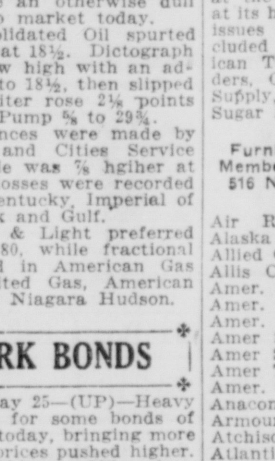 an otherwise dull
market today.
lidated Oil spurted
at 18½. Dictograph
w high with an ad-
to 18½, then slipped
iter rose 2⅛ points
Pump ⅝ to 29¾.
nces were made by
and Cities Service
le was ⅞ hgiher at
osses were recorded
entucky, Imperial of
k and Gulf.
& Light preferred
80, while fractional
d in American Gas
ited Gas, American
Niagara Hudson.
RK BONDS
ay 25—(UP)—Heavy
for some bonds of
today, bringing more
prices pushed higher.
at its h
issues
cluded
ican T
ders, C
Supply,
Sugar
Furn
Membe
516 N
Air R
Alaska
Allied
Allis C
Amer.
Amer.
Amer.
Amer
Amer S
Amer
Amer.
Anacon
Armou
Atchiso
Atlanti